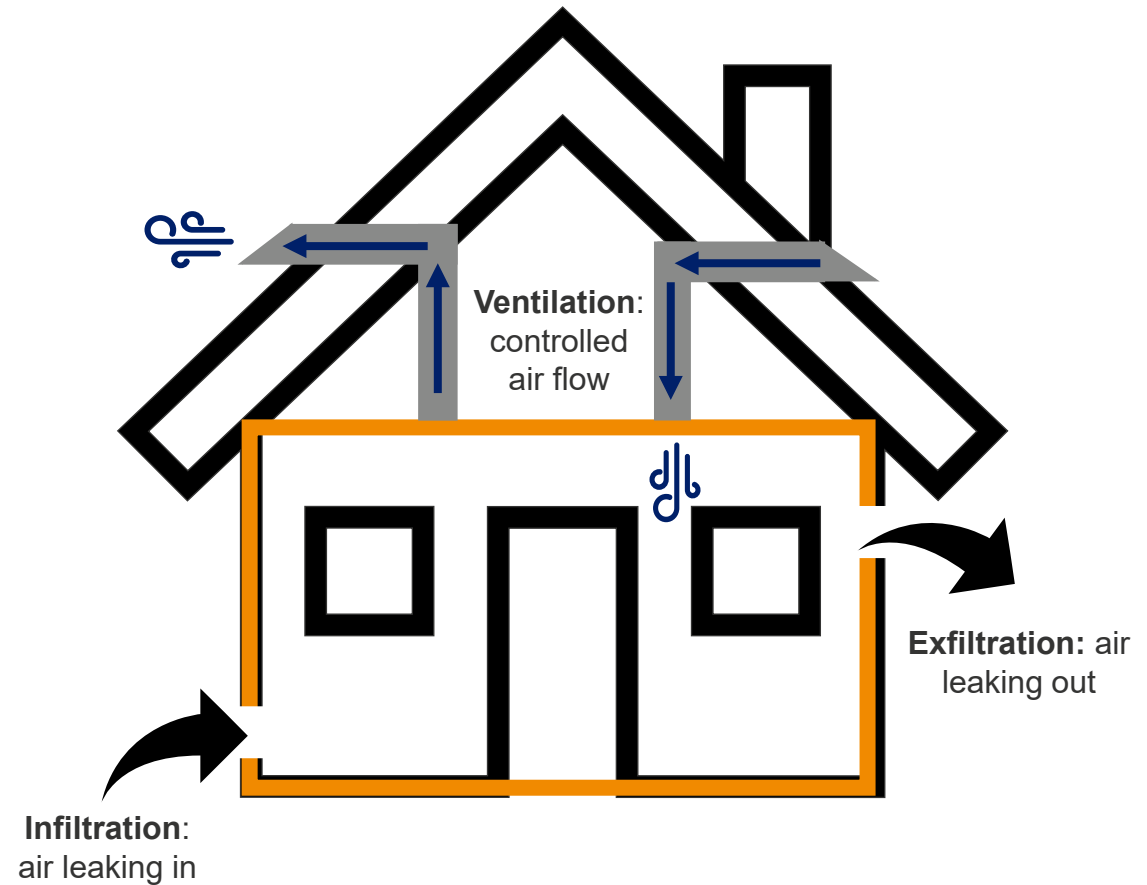 Ventilation:
controlled
air flow
Exfiltration: air
leaking out
Infiltration:
air leaking in